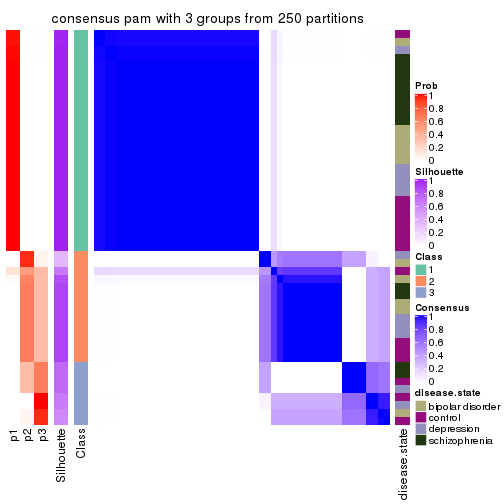 consensus pam with 3 groups from 250 partitions
Prob
1
0.8
0.6
0.4
0.2
0
Silhouette
1
0.8
0.6
0.4
0.2
0
Class
1
2
3
Consensus
1
0.8
0.6
0.4
0.2
0
disease.state
bipolar disorder
control
depression
schizophrenia
p1
p2
p3
Silhouette
Class
disease.state